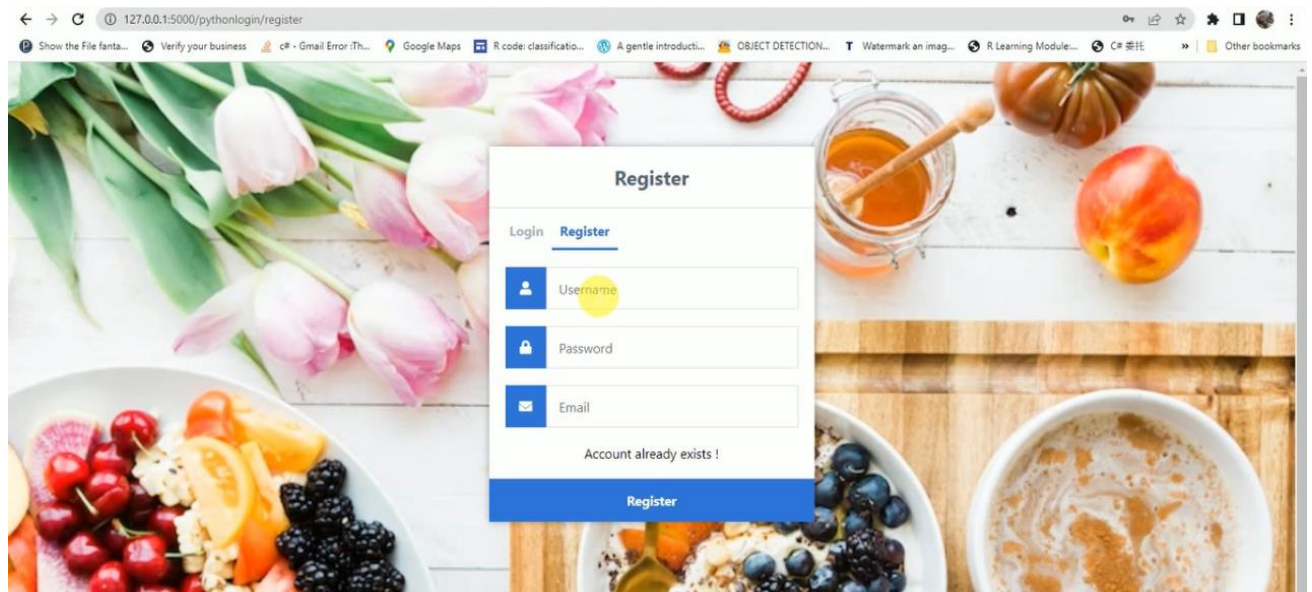 127.0.0.1:5000/pythonlogin/register
Show the File fanta... Verify your business c# - Gmail Error :Th... Google Maps R code: classificatio... A gentle introducti... OBJECT DETECTION... Watermark an imag... R Learning Module:... C# 委托 » Other bookmarks
Register
Login Register
Username
Password
Email
Account already exists !
Register